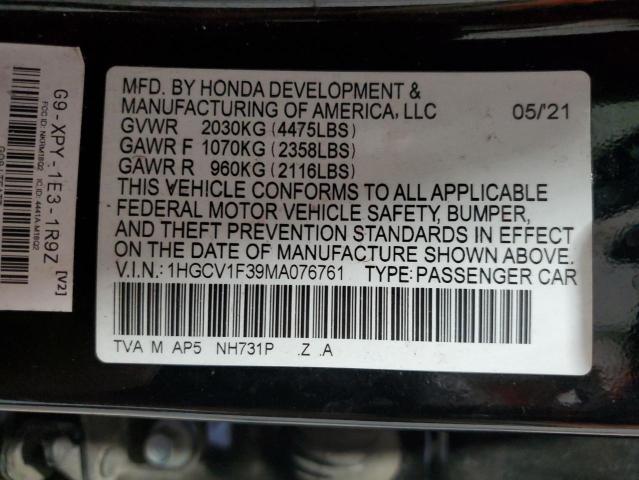 MFD. BY HONDA DEVELOPMENT &
MANUFACTURING OF AMERICA, LLC 05/'21
GVWR 2030KG (4475LBS)
GAWR F 1070KG (2358LBS)
GAWR R 960KG (2116LBS)
THIS VEHICLE CONFORMS TO ALL APPLICABLE
FEDERAL MOTOR VEHICLE SAFETY, BUMPER,
AND THEFT PREVENTION STANDARDS IN EFFECT
ON THE DATE OF MANUFACTURE SHOWN ABOVE.
V.I.N.:1HGCV1F39MA076761 TYPE:PASSENGER CAR
TVA M AP5 NH731P .Z .A
G9-XPY-1E3-1R9Z [V2]